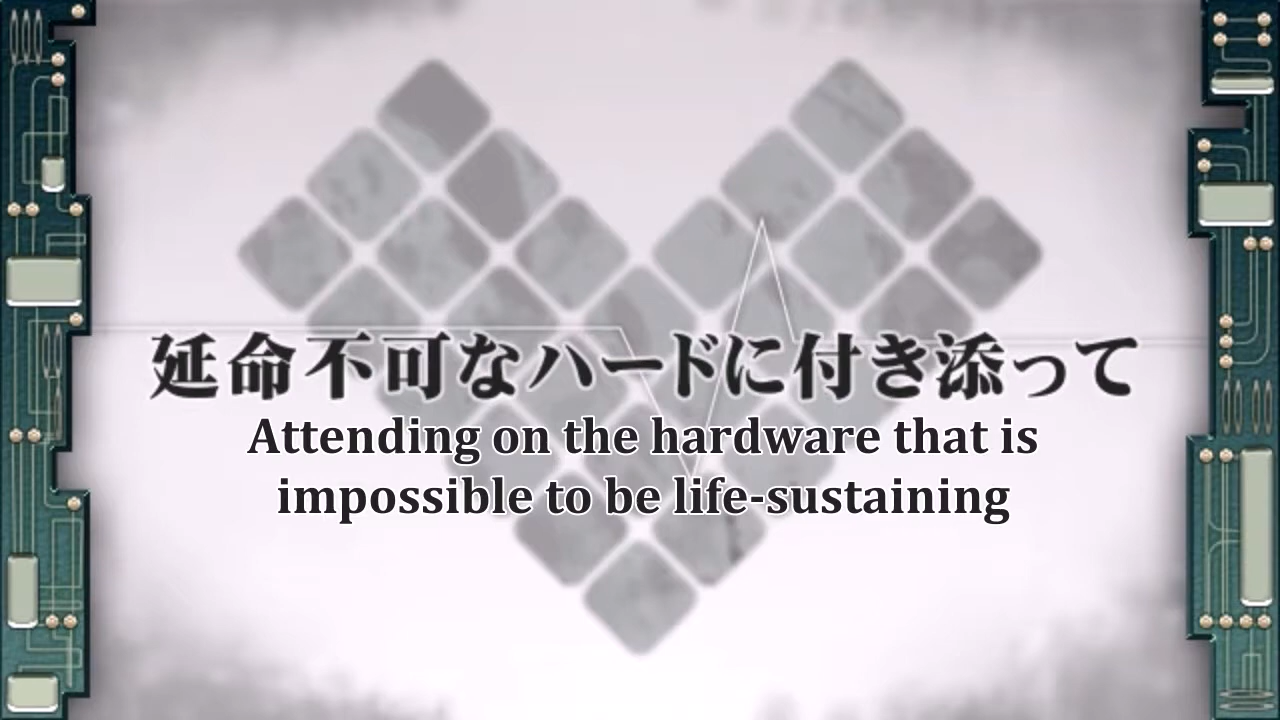 延命不可なハードに付き添って
Attending on the hardware that is
impossible to be life-sustaining